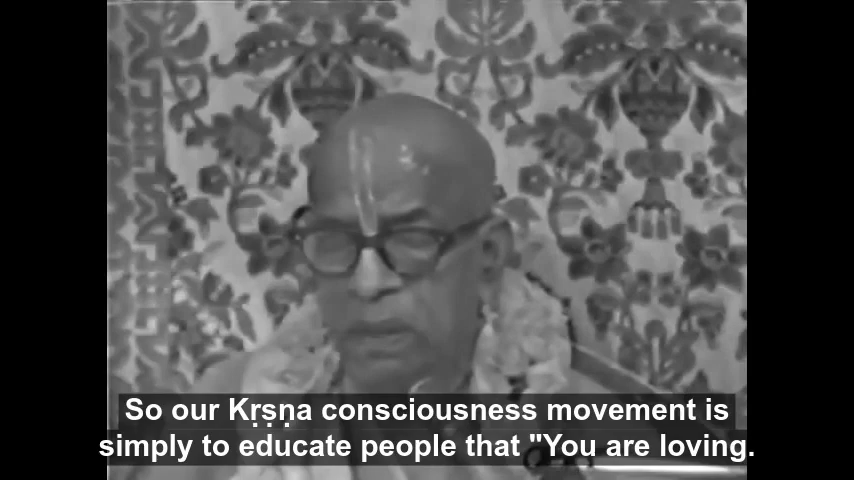 So our Kṛṣṇa consciousness movement is
simply to educate people that "You are loving.